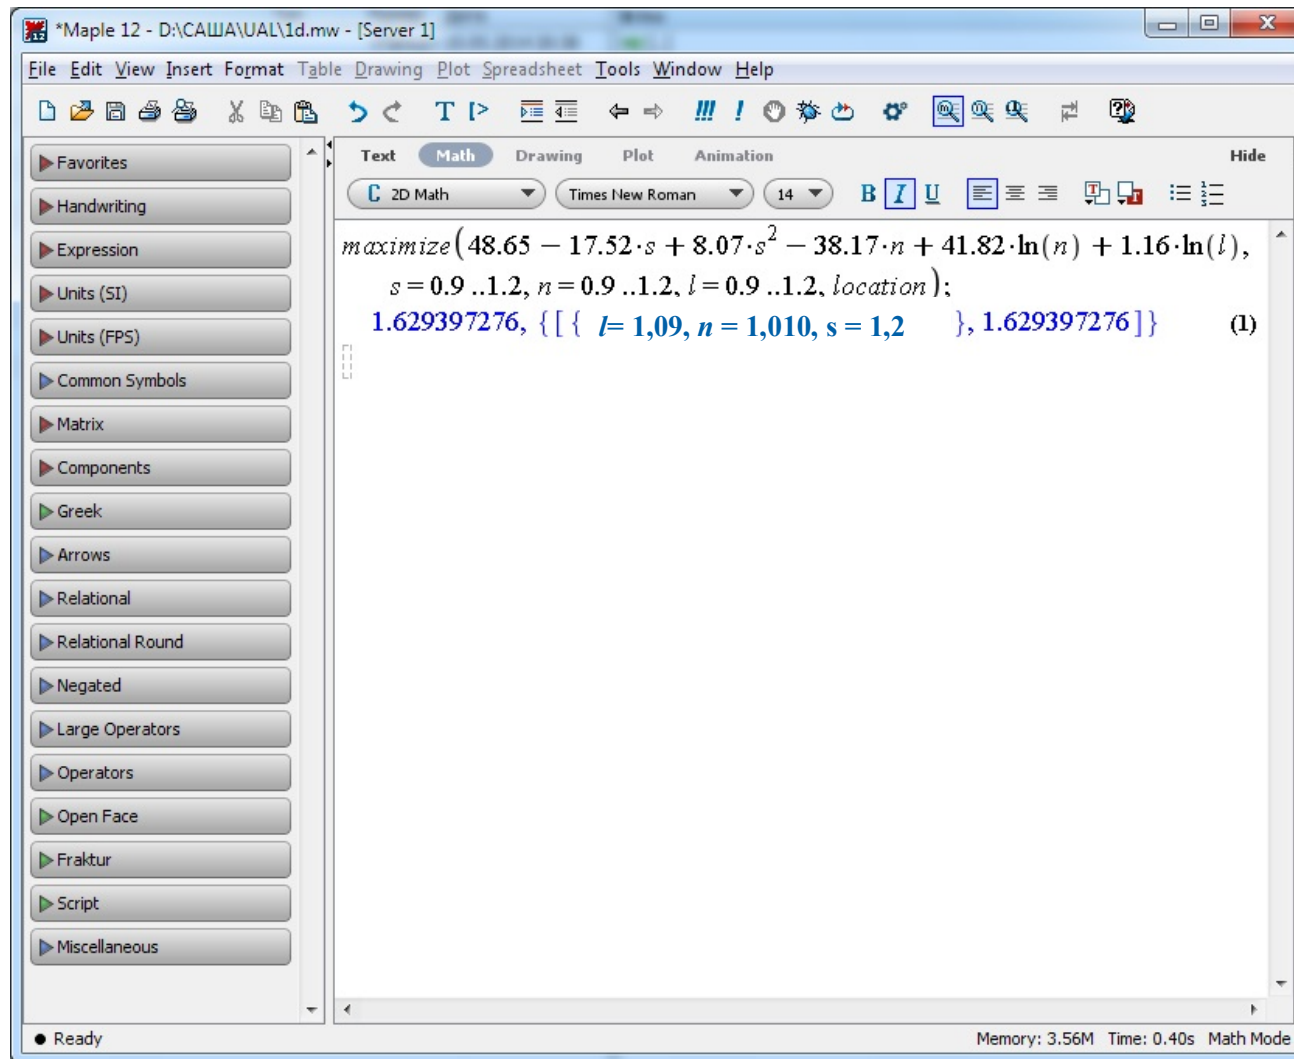 *Maple 12 - D:\САША\UAL\1d.mw - [Server 1]
File Edit View Insert Format Table Drawing Plot Spreadsheet Tools Window Help
Favorites
Handwriting
Expression
Units (SI)
Units (FPS)
Common Symbols
Matrix
Components
Greek
Arrows
Relational
Relational Round
Negated
Large Operators
Operators
Open Face
Fraktur
Script
Miscellaneous
Text Math Drawing Plot Animation Hide
C 2D Math Times New Roman 14 B I U
maximize(48.65 − 17.52·s + 8.07·s² − 38.17·n + 41.82·ln(n) + 1.16·ln(l),
s = 0.9 ..1.2, n = 0.9 ..1.2, l = 0.9 ..1.2, location);
1.629397276, {[{ l= 1,09, n = 1,010, s = 1,2 }, 1.629397276]} (1)
Ready Memory: 3.56M Time: 0.40s Math Mode